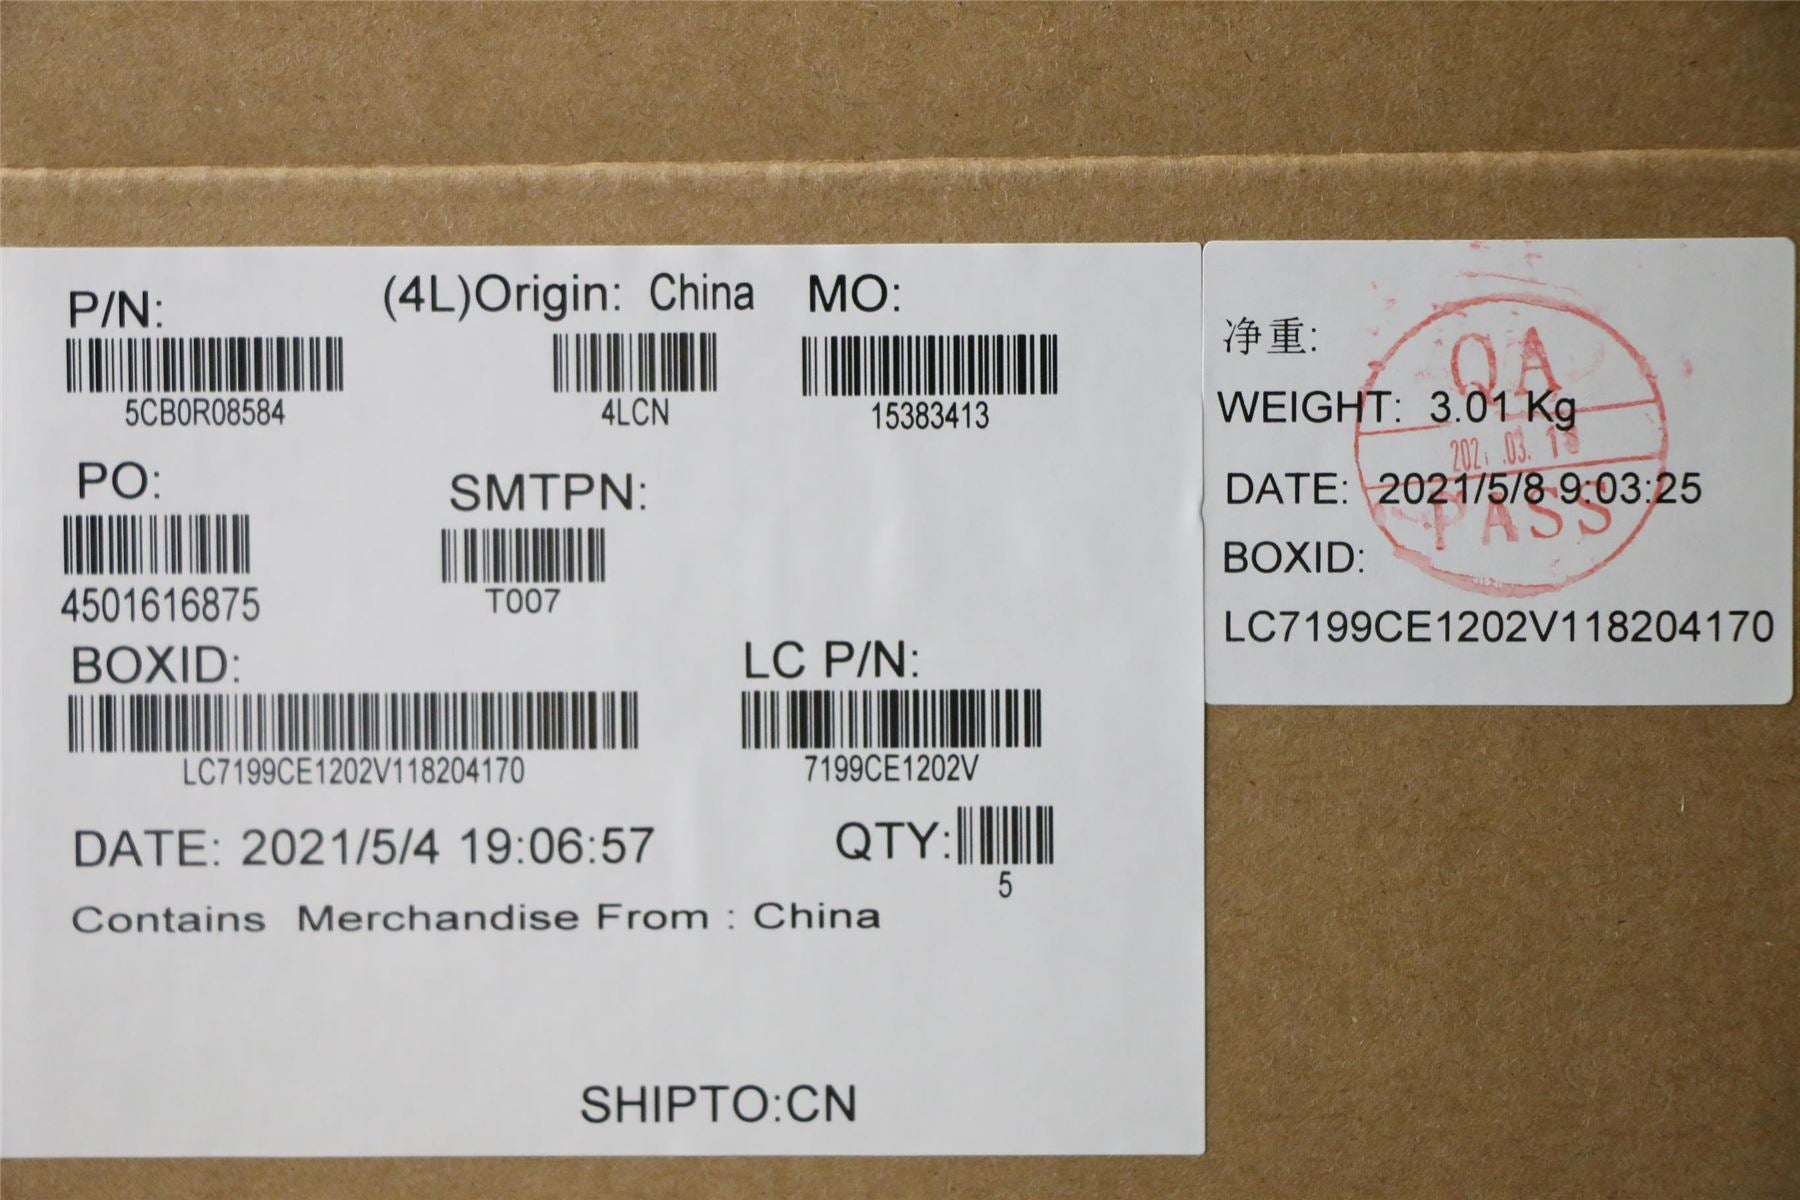 P/N:
(4L)Origin: China
MO:
5CB0R08584
4LCN
15383413
PO:
SMTPN:
4501616875
T007
BOXID:
LC P/N:
LC7199CE1202V118204170
7199CE1202V
DATE: 2021/5/4 19:06:57
QTY:
5
Contains Merchandise From : China
SHIPTO:CN
净重:
WEIGHT: 3.01 Kg
DATE: 2021/5/8 9:03:25
BOXID:
LC7199CE1202V118204170
QA
PASS